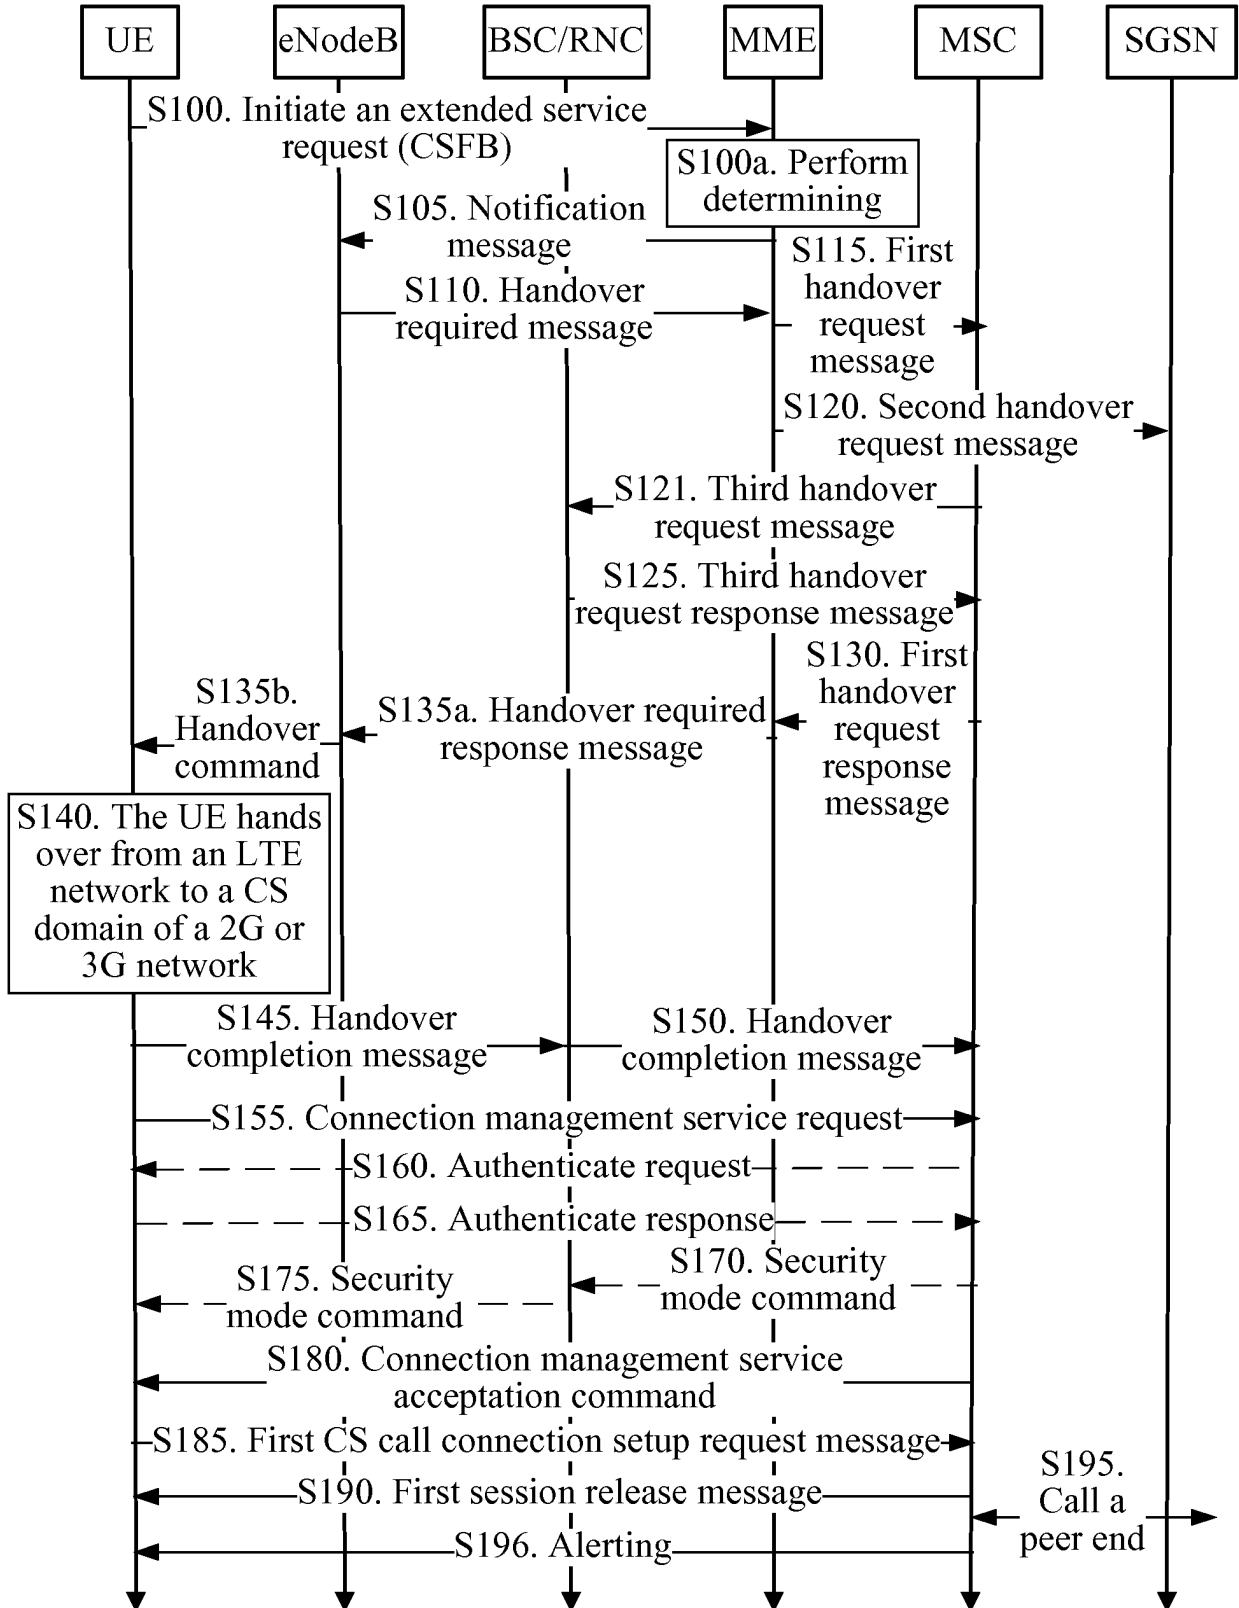 UE
eNodeB
BSC/RNC
MME
MSC
SGSN
S100. Initiate an extended service
request (CSFB)
S100a. Perform
determining
S105. Notification
message
S110. Handover
required message
S115. First
handover
request
message
S120. Second handover
request message
S121. Third handover
request message
S125. Third handover
request response message
S130. First
handover
request
response
message
S135a. Handover required
response message
S135b.
Handover
command
S140. The UE hands
over from an LTE
network to a CS
domain of a 2G or
3G network
S145. Handover
completion message
S150. Handover
completion message
S155. Connection management service request
S160. Authenticate request
S165. Authenticate response
S170. Security
mode command
S175. Security
mode command
S180. Connection management service
acceptation command
S185. First CS call connection setup request message
S190. First session release message
S195.
Call a
peer end
S196. Alerting